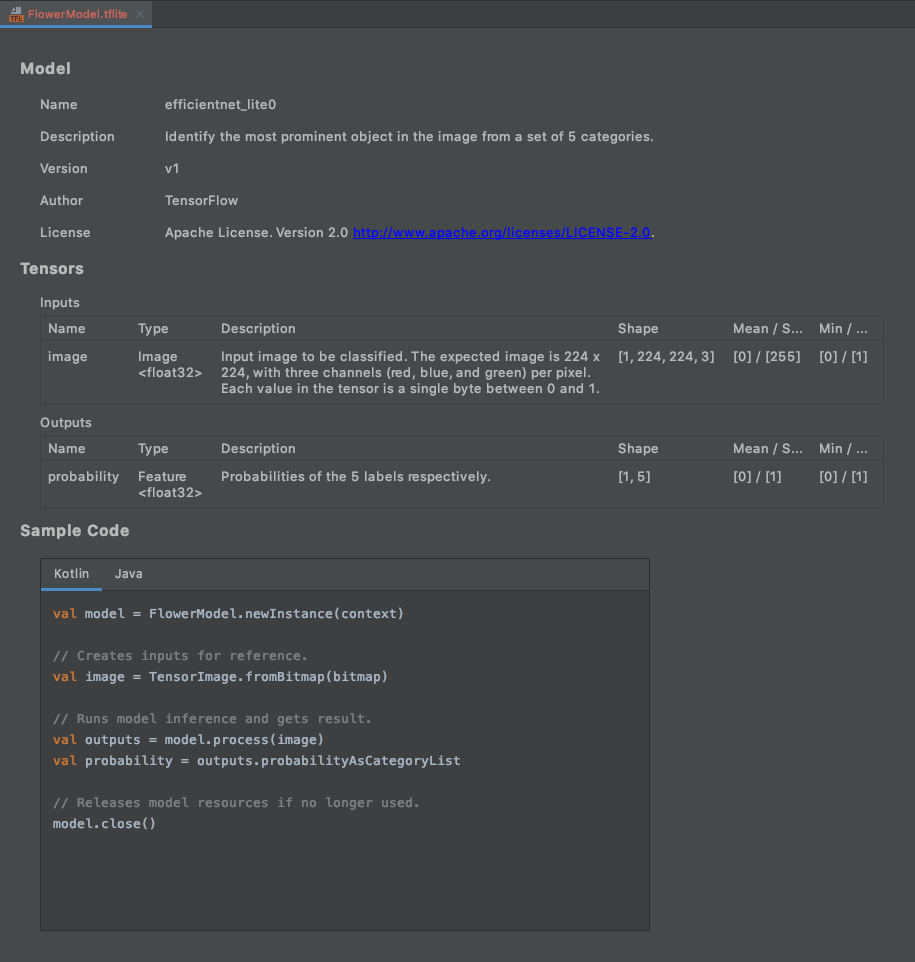 FlowerModel.tflite
Model
Name efficientnet_lite0
Description Identify the most prominent object in the image from a set of 5 categories.
Version v1
Author TensorFlow
License Apache License. Version 2.0 http://www.apache.org/licenses/LICENSE-2.0.
Tensors
Inputs
Name Type Description Shape Mean / S... Min / ...
image Image Input image to be classified. The expected image is 224 x [1, 224, 224, 3] [0] / [255] [0] / [1]
<float32> 224, with three channels (red, blue, and green) per pixel.
Each value in the tensor is a single byte between 0 and 1.
Outputs
Name Type Description Shape Mean / S... Min / ...
probability Feature Probabilities of the 5 labels respectively. [1, 5] [0] / [1] [0] / [1]
<float32>
Sample Code
Kotlin Java
val model = FlowerModel.newInstance(context)
// Creates inputs for reference.
val image = TensorImage.fromBitmap(bitmap)
// Runs model inference and gets result.
val outputs = model.process(image)
val probability = outputs.probabilityAsCategoryList
// Releases model resources if no longer used.
model.close()